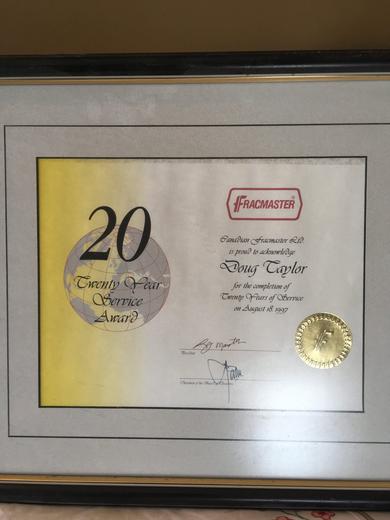 20
Twenty Year
Service
Award
FRACMASTER
Canadian Fracmaster Ltd.
is proud to acknowledge
Doug Taylor
for the completion of
Twenty Years of Service
on August 18, 1997
President